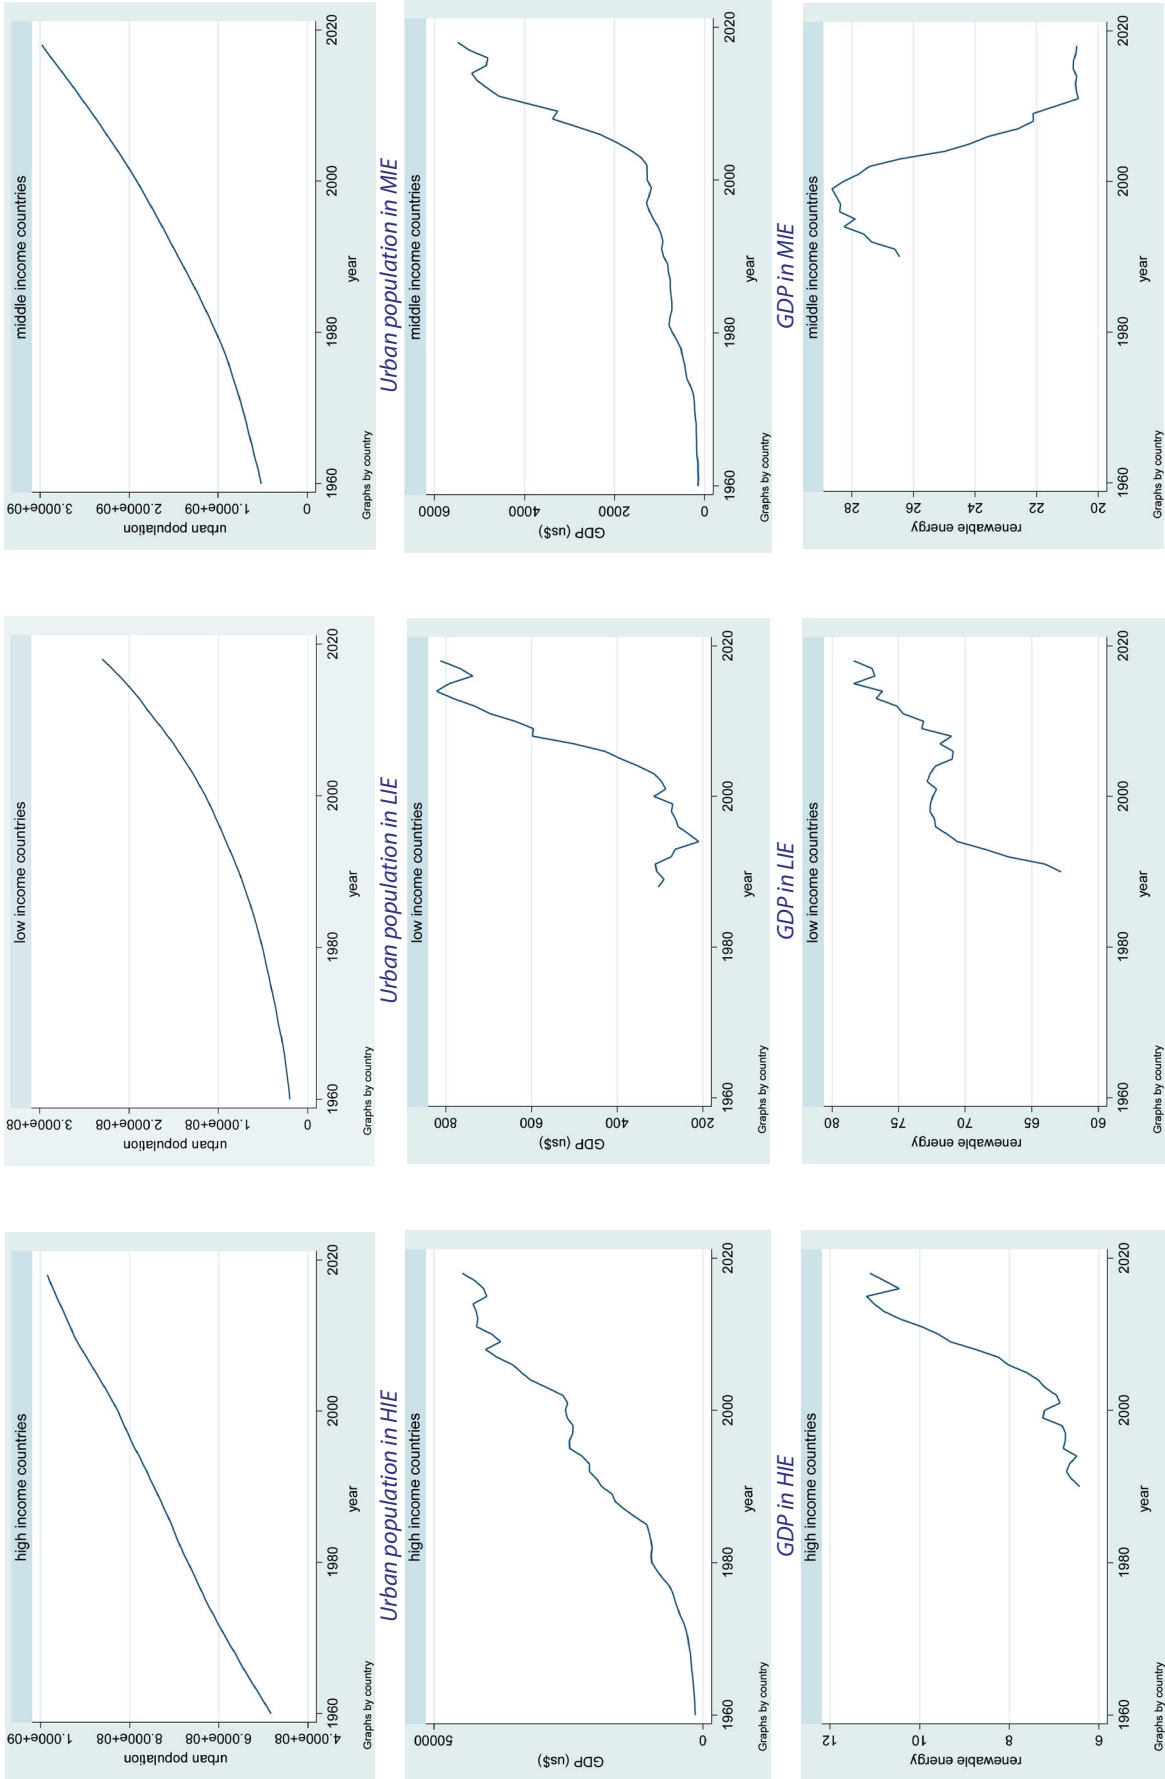 high income countries
1.000e+09
8.000e+08
6.000e+08
4.000e+08
urban population
1960
1980
2000
2020
year
Graphs by country
Urban population in HIE
low income countries
3.000e+08
2.000e+08
1.000e+08
0
urban population
1960
1980
2000
2020
year
Graphs by country
Urban population in LIE
middle income countries
3.000e+09
2.000e+09
1.000e+09
0
urban population
1960
1980
2000
2020
year
Graphs by country
Urban population in MIE
high income countries
50000
0
GDP (us$)
1960
1980
2000
2020
year
Graphs by country
GDP in HIE
low income countries
800
600
400
200
GDP (us$)
1960
1980
2000
2020
year
Graphs by country
GDP in LIE
middle income countries
6000
4000
2000
0
GDP (us$)
1960
1980
2000
2020
year
Graphs by country
GDP in MIE
high income countries
12
10
8
6
renewable energy
1960
1980
2000
2020
year
Graphs by country
low income countries
80
75
70
65
60
renewable energy
1960
1980
2000
2020
year
Graphs by country
middle income countries
28
26
24
22
20
renewable energy
1960
1980
2000
2020
year
Graphs by country